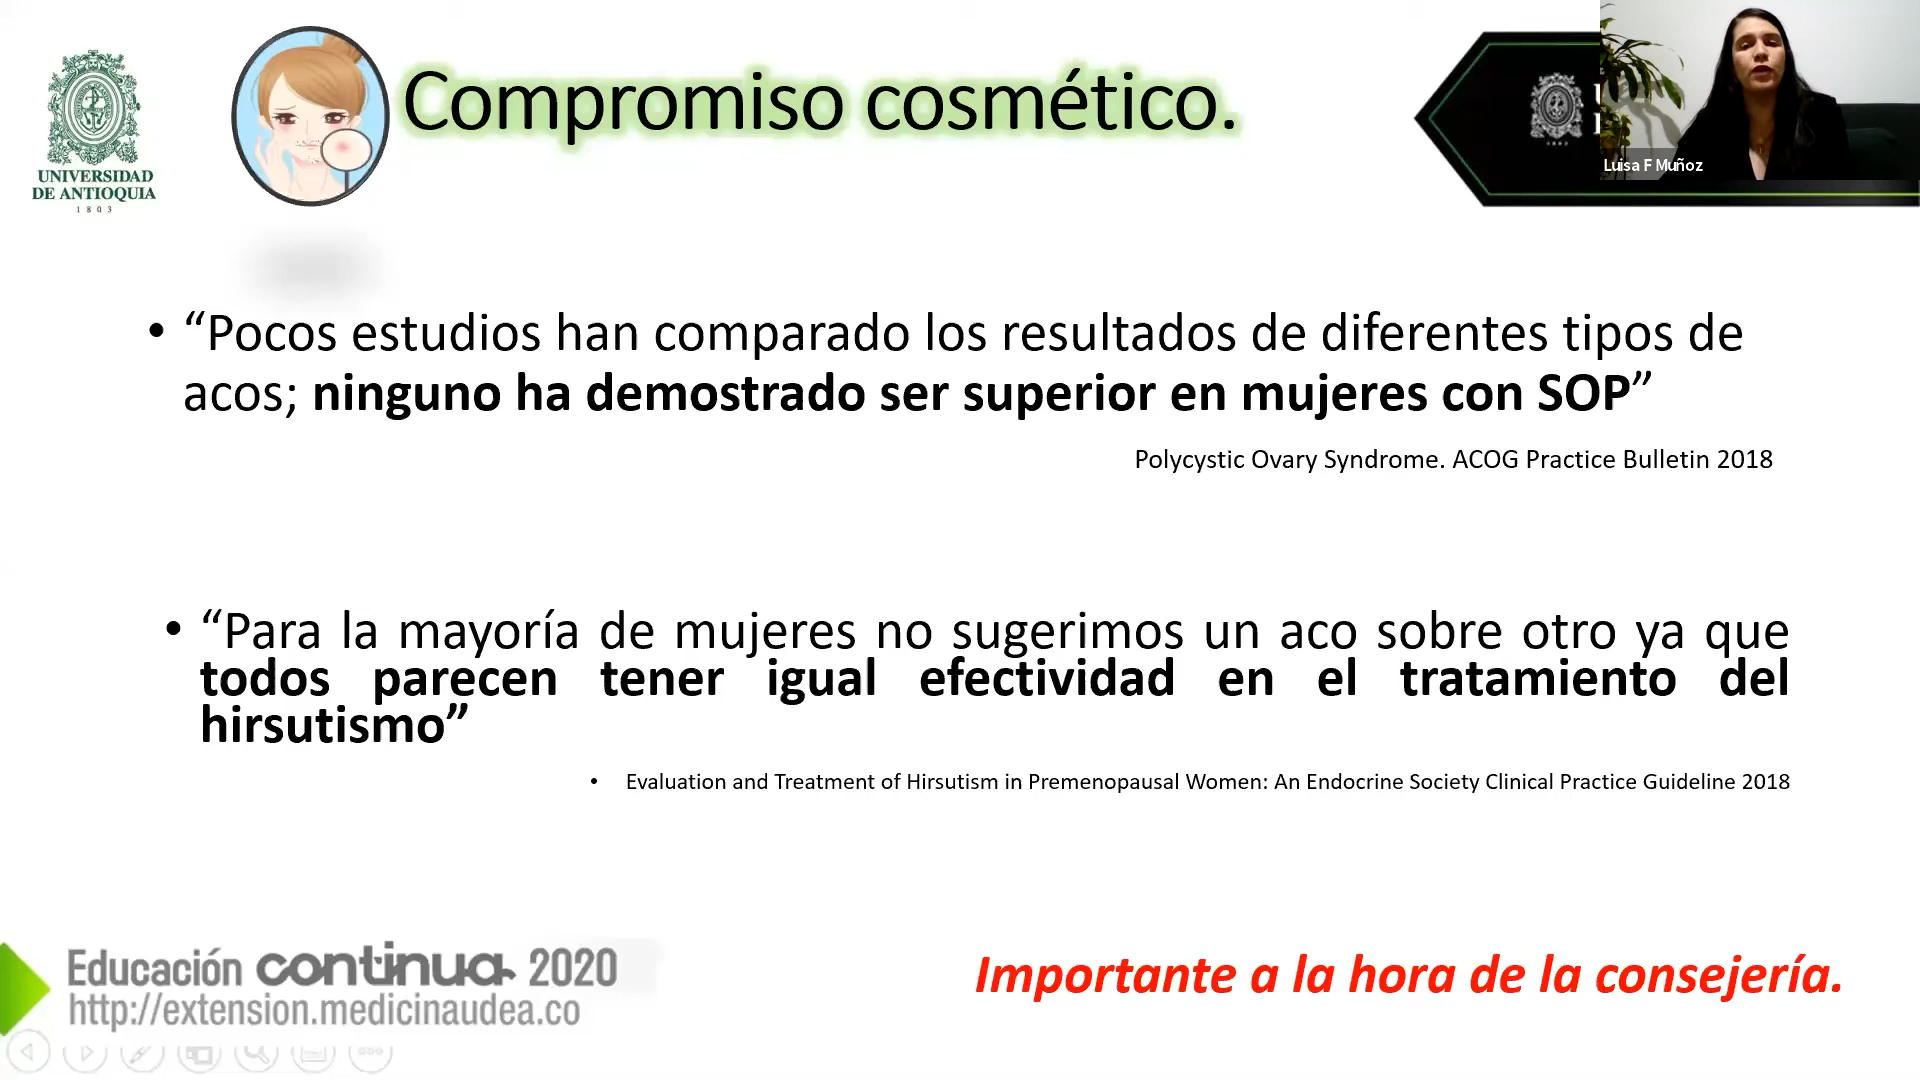 UNIVERSIDAD
DE ANTIOQUIA
1803
Compromiso cosmético.
Luisa F Muñoz
• “Pocos estudios han comparado los resultados de diferentes tipos de
acos; ninguno ha demostrado ser superior en mujeres con SOP”
Polycystic Ovary Syndrome. ACOG Practice Bulletin 2018
• “Para la mayoría de mujeres no sugerimos un aco sobre otro ya que
todos parecen tener igual efectividad en el tratamiento del
hirsutismo”
• Evaluation and Treatment of Hirsutism in Premenopausal Women: An Endocrine Society Clinical Practice Guideline 2018
Educación continua 2020
http://extension.medicinaudea.co
Importante a la hora de la consejería.